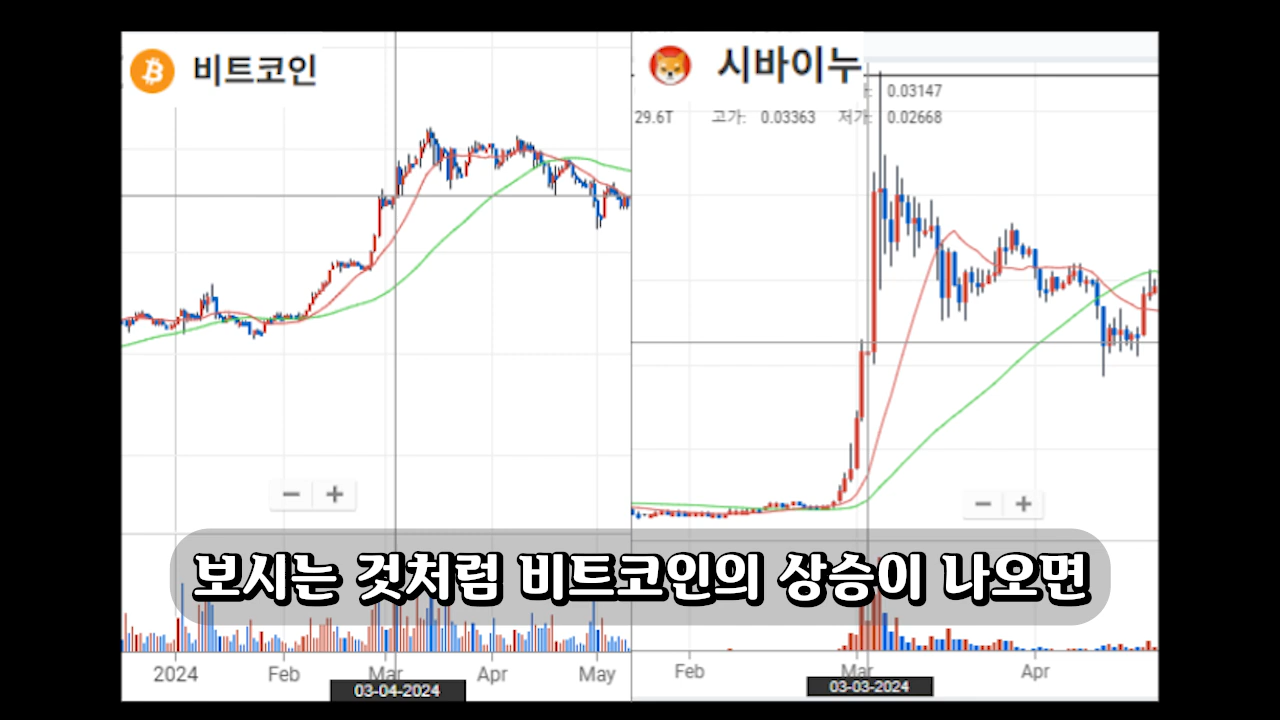 비트코인
시바이누
0.03147
29.6T 고가: 0.03363 저가: 0.02668
보시는 것처럼 비트코인의 상승이 나오면
2024 Feb Mar Apr May
03-04-2024
Feb Mar Apr
03-03-2024